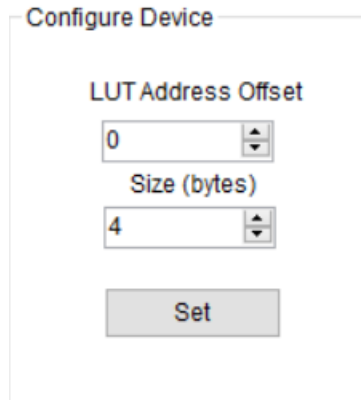 Configure Device
LUT Address Offset
0
Size (bytes)
4
Set